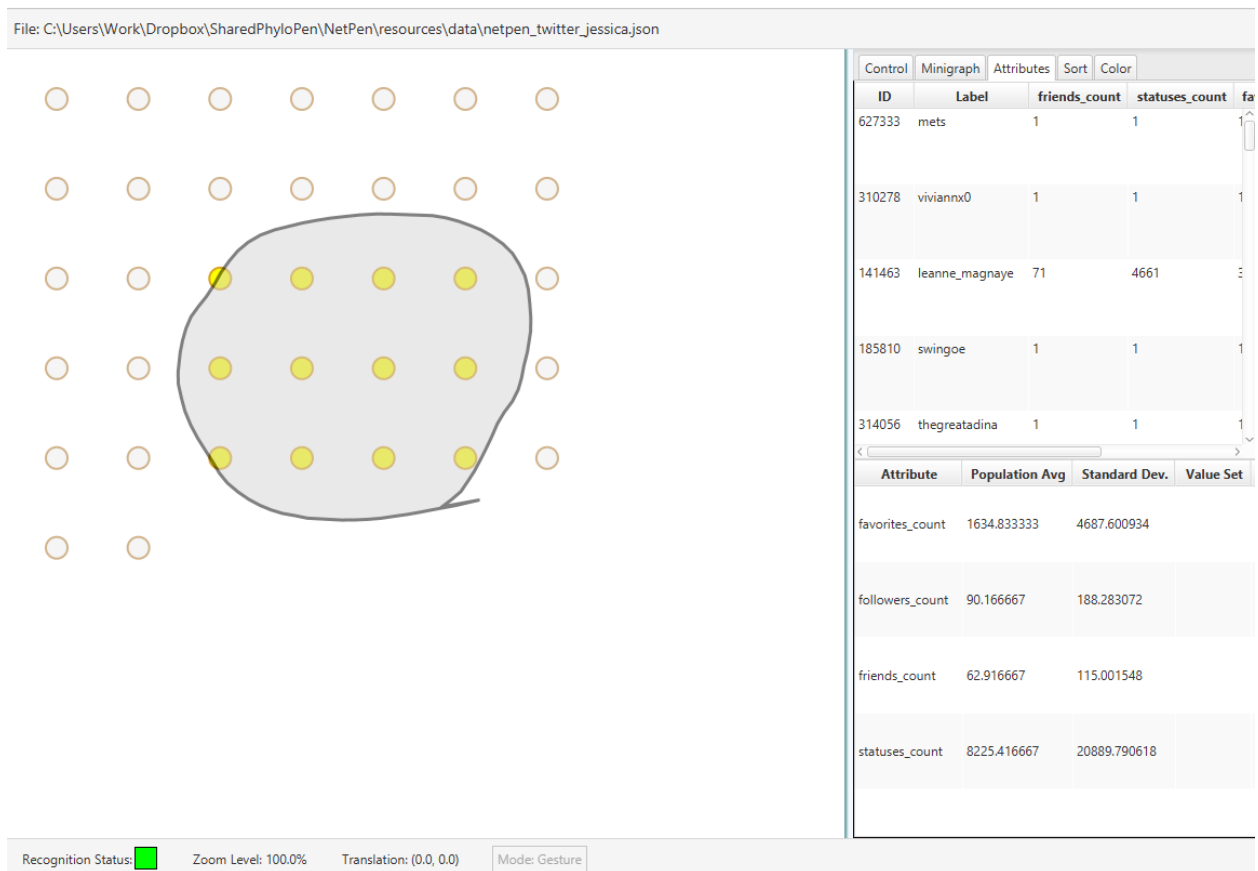 File: C:\Users\Work\Dropbox\SharedPhyloPen\NetPen\resources\data\netpen_twitter_jessica.json
Control Minigraph Attributes Sort Color
ID Label friends_count statuses_count
627333 mets 1 1
310278 viviannx0 1 1
141463 leanne_magnaye 71 4661
185810 swingoe 1 1
314056 thegreatadina 1 1
Attribute Population Avg Standard Dev. Value Set
favorites_count 1634.833333 4687.600934
followers_count 90.166667 188.283072
friends_count 62.916667 115.001548
statuses_count 8225.416667 20889.790618
Recognition Status: Zoom Level: 100.0% Translation: (0.0, 0.0) Mode: Gesture